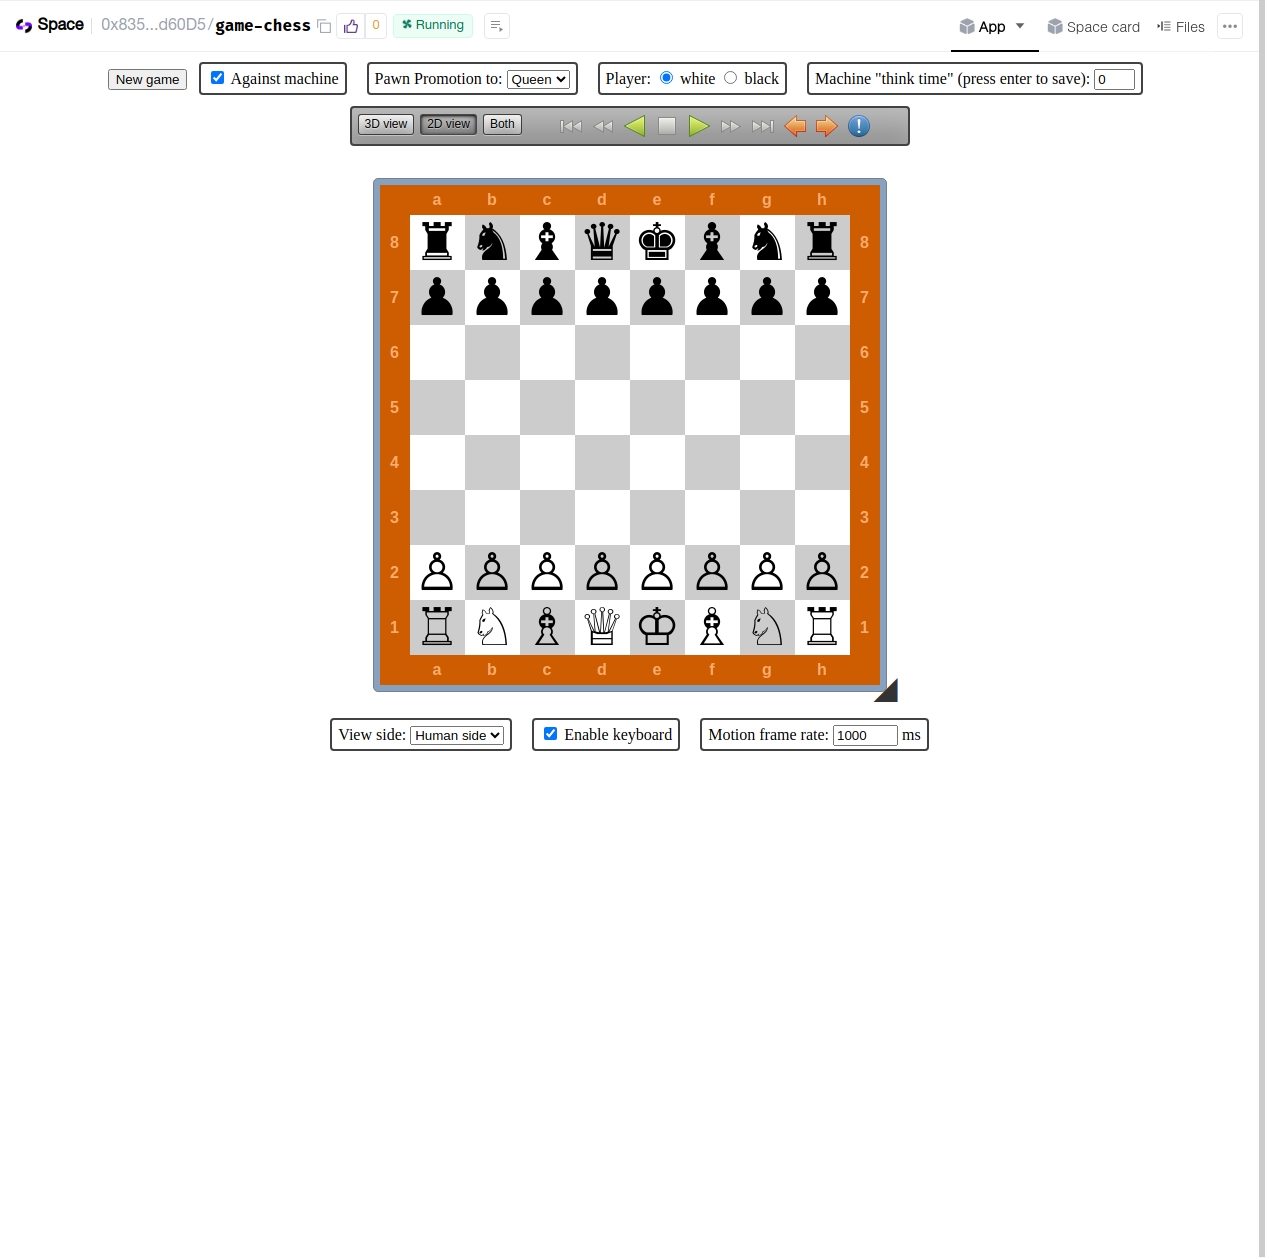 Space 0x835...d60D5/game-chess 0 Running App Space card Files
New game Against machine Pawn Promotion to: Queen Player: white black Machine "think time" (press enter to save): 0
3D view 2D view Both
a b c d e f g h
8 8
7 7
6 6
5 5
4 4
3 3
2 2
1 1
a b c d e f g h
View side: Human side Enable keyboard Motion frame rate: 1000 ms